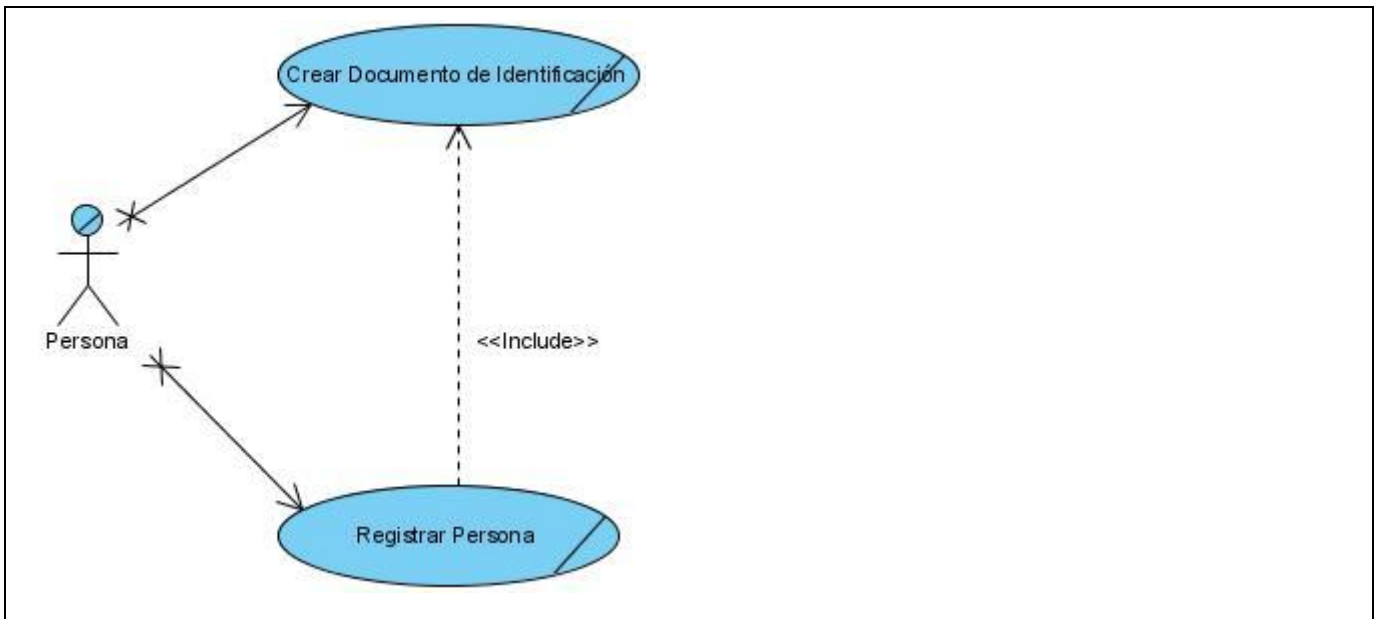 Crear Documento de Identificación
Persona
<<Include>>
Registrar Persona